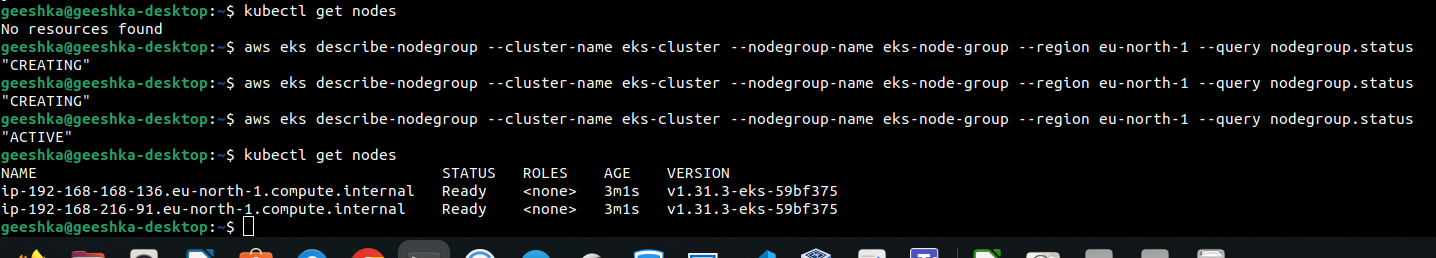 geeshka@geeshka-desktop:~$ kubectl get nodes
No resources found
geeshka@geeshka-desktop:~$ aws eks describe-nodegroup --cluster-name eks-cluster --nodegroup-name eks-node-group --region eu-north-1 --query nodegroup.status
"CREATING"
geeshka@geeshka-desktop:~$ aws eks describe-nodegroup --cluster-name eks-cluster --nodegroup-name eks-node-group --region eu-north-1 --query nodegroup.status
"CREATING"
geeshka@geeshka-desktop:~$ aws eks describe-nodegroup --cluster-name eks-cluster --nodegroup-name eks-node-group --region eu-north-1 --query nodegroup.status
"ACTIVE"
geeshka@geeshka-desktop:~$ kubectl get nodes
NAME STATUS ROLES AGE VERSION
ip-192-168-168-136.eu-north-1.compute.internal Ready <none> 3m1s v1.31.3-eks-59bf375
ip-192-168-216-91.eu-north-1.compute.internal Ready <none> 3m1s v1.31.3-eks-59bf375
geeshka@geeshka-desktop:~$